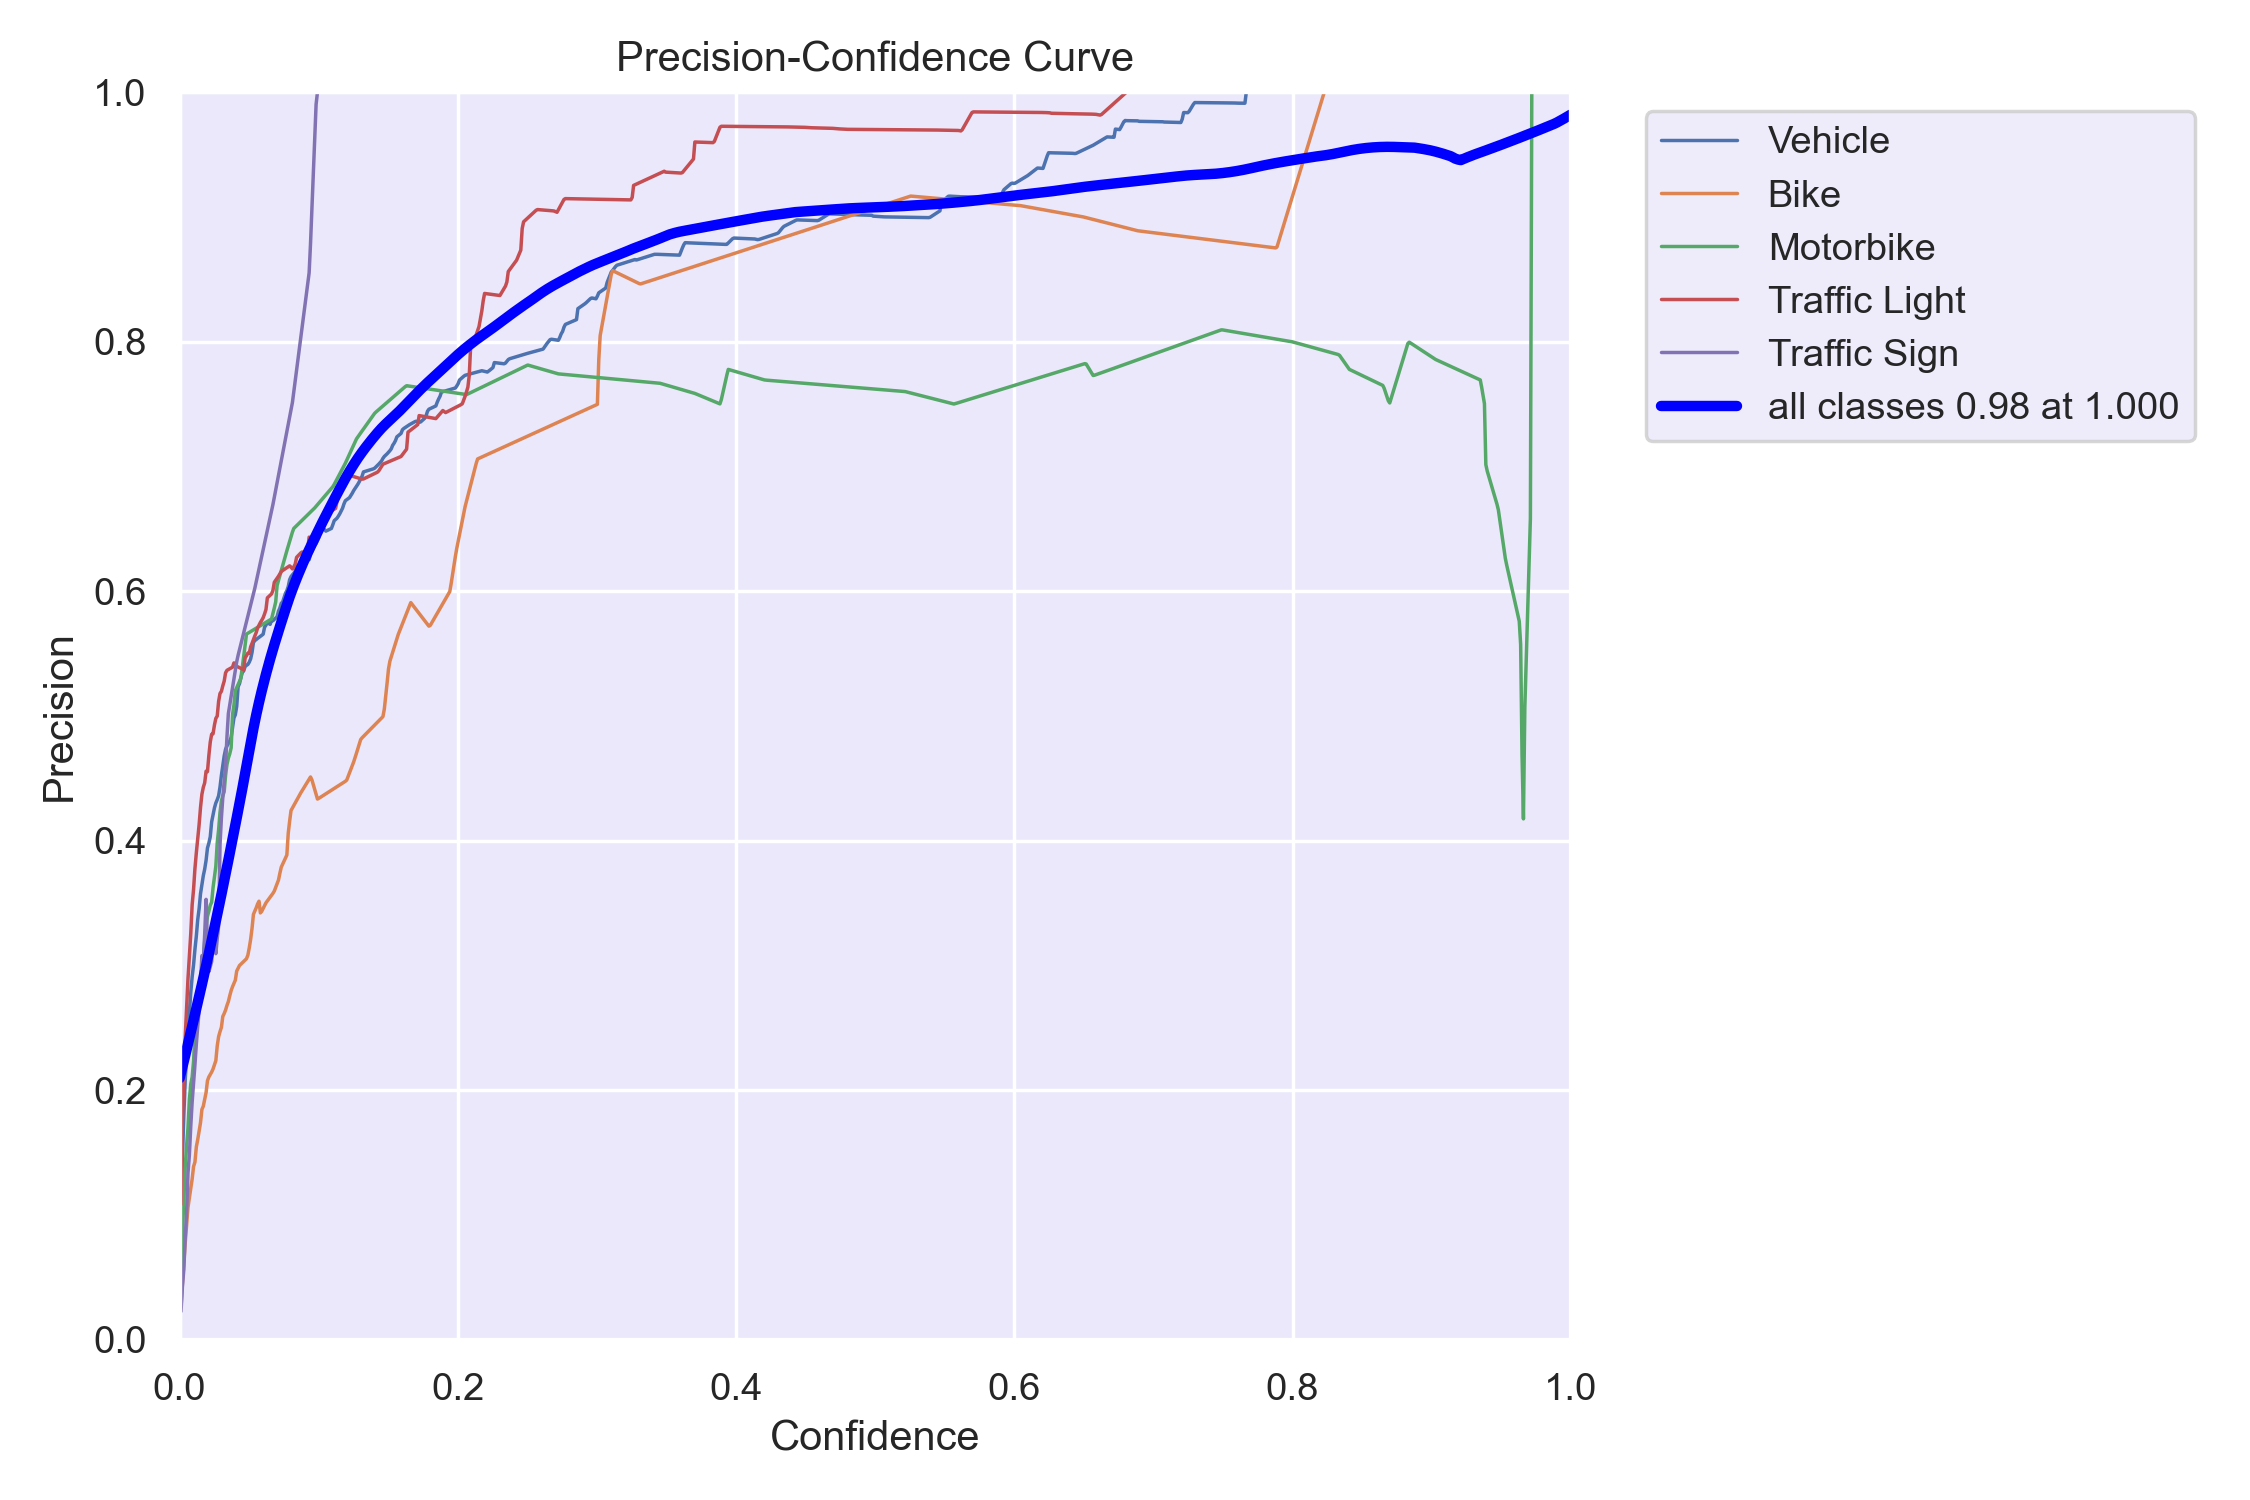 Precision-Confidence Curve
1.0
0.8
0.6
0.4
0.2
0.0
Precision
0.0 0.2 0.4 0.6 0.8 1.0
Confidence
Vehicle
Bike
Motorbike
Traffic Light
Traffic Sign
all classes 0.98 at 1.000